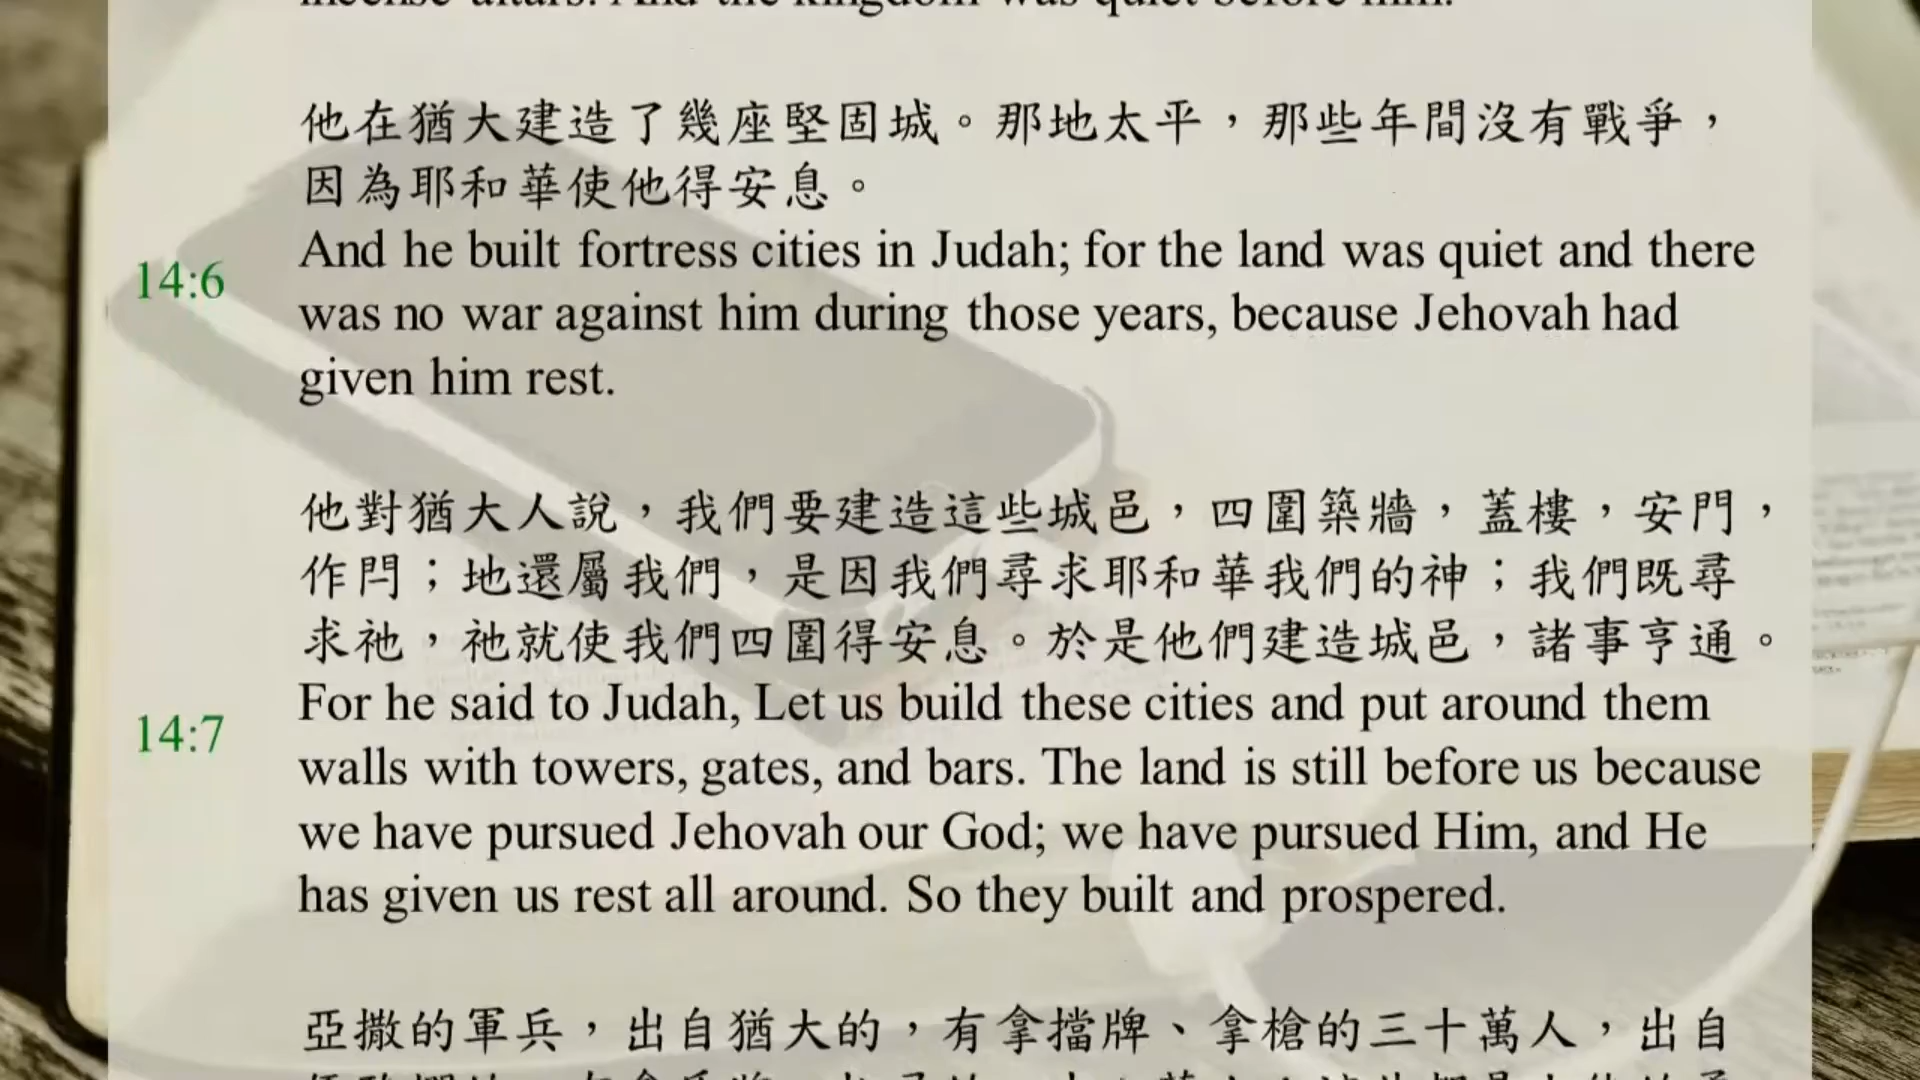 incense altars. And the kingdom was quiet before him.
他在猶大建造了幾座堅固城。那地太平，那些年間沒有戰爭，
因為耶和華使他得安息。
14:6
And he built fortress cities in Judah; for the land was quiet and there
was no war against him during those years, because Jehovah had
given him rest.
他對猶大人說，我們要建造這些城邑，四圍築牆，蓋樓，安門，
作閂；地還屬我們，是因我們尋求耶和華我們的神；我們既尋
求祂，祂就使我們四圍得安息。於是他們建造城邑，諸事亨通。
14:7
For he said to Judah, Let us build these cities and put around them
walls with towers, gates, and bars. The land is still before us because
we have pursued Jehovah our God; we have pursued Him, and He
has given us rest all around. So they built and prospered.
亞撒的軍兵，出自猶大的，有拿擋牌、拿槍的三十萬人，出自